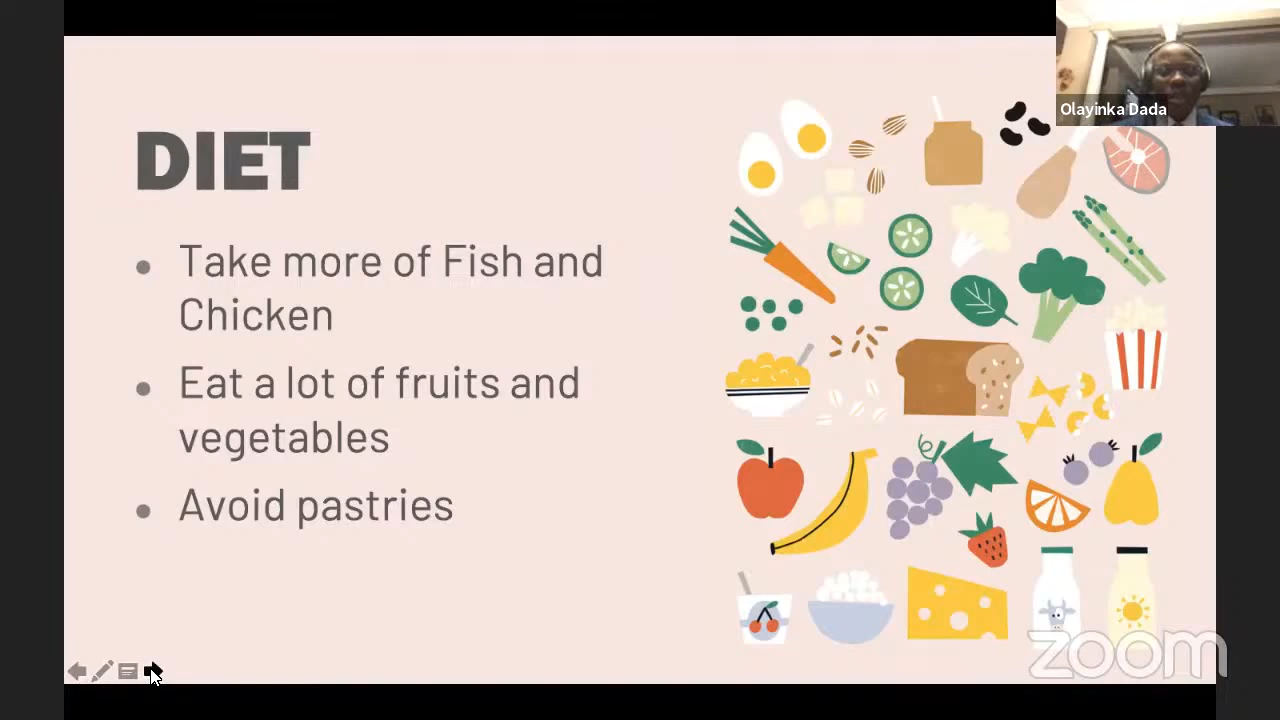 Olayinka Dada
DIET
• Take more of Fish and
Chicken
• Eat a lot of fruits and
vegetables
• Avoid pastries
zoom